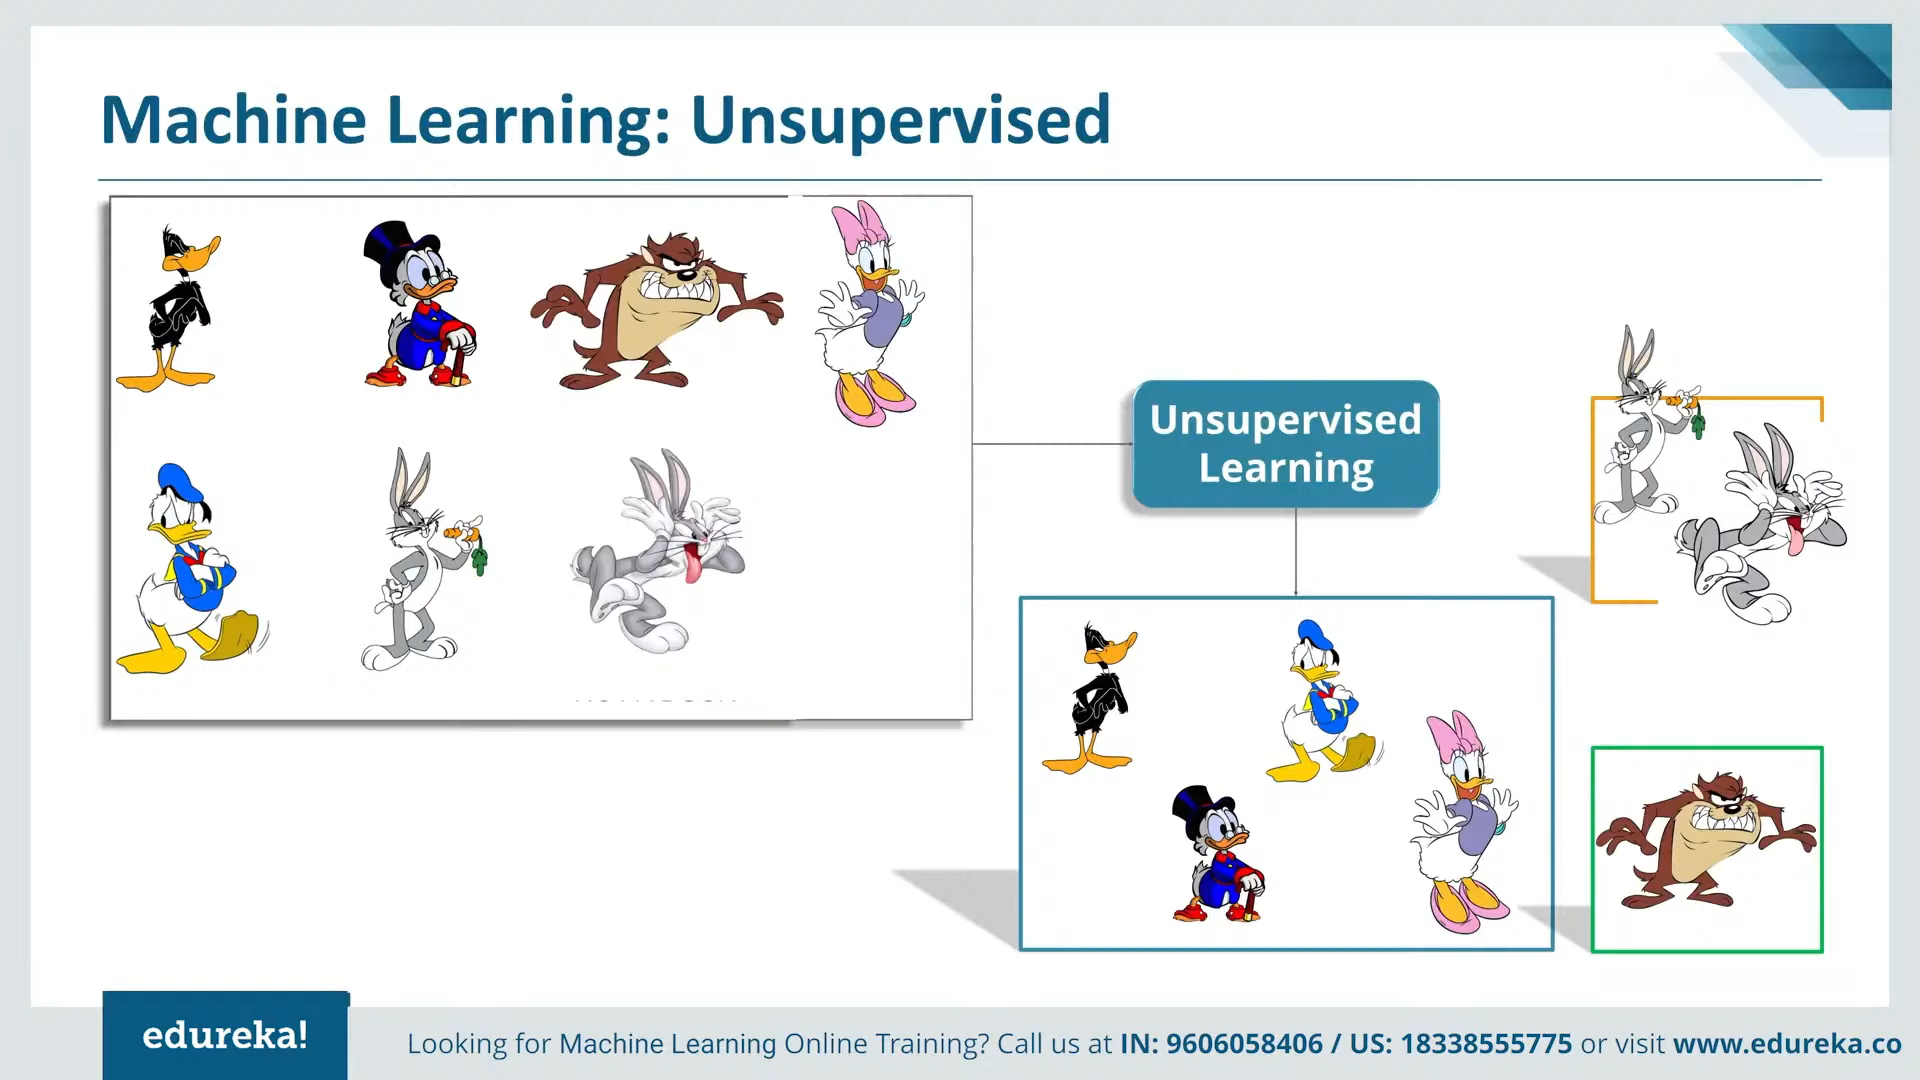 Machine Learning: Unsupervised
Unsupervised
Learning
edureka!
Looking for Machine Learning Online Training? Call us at IN: 9606058406 / US: 18338555775 or visit www.edureka.co